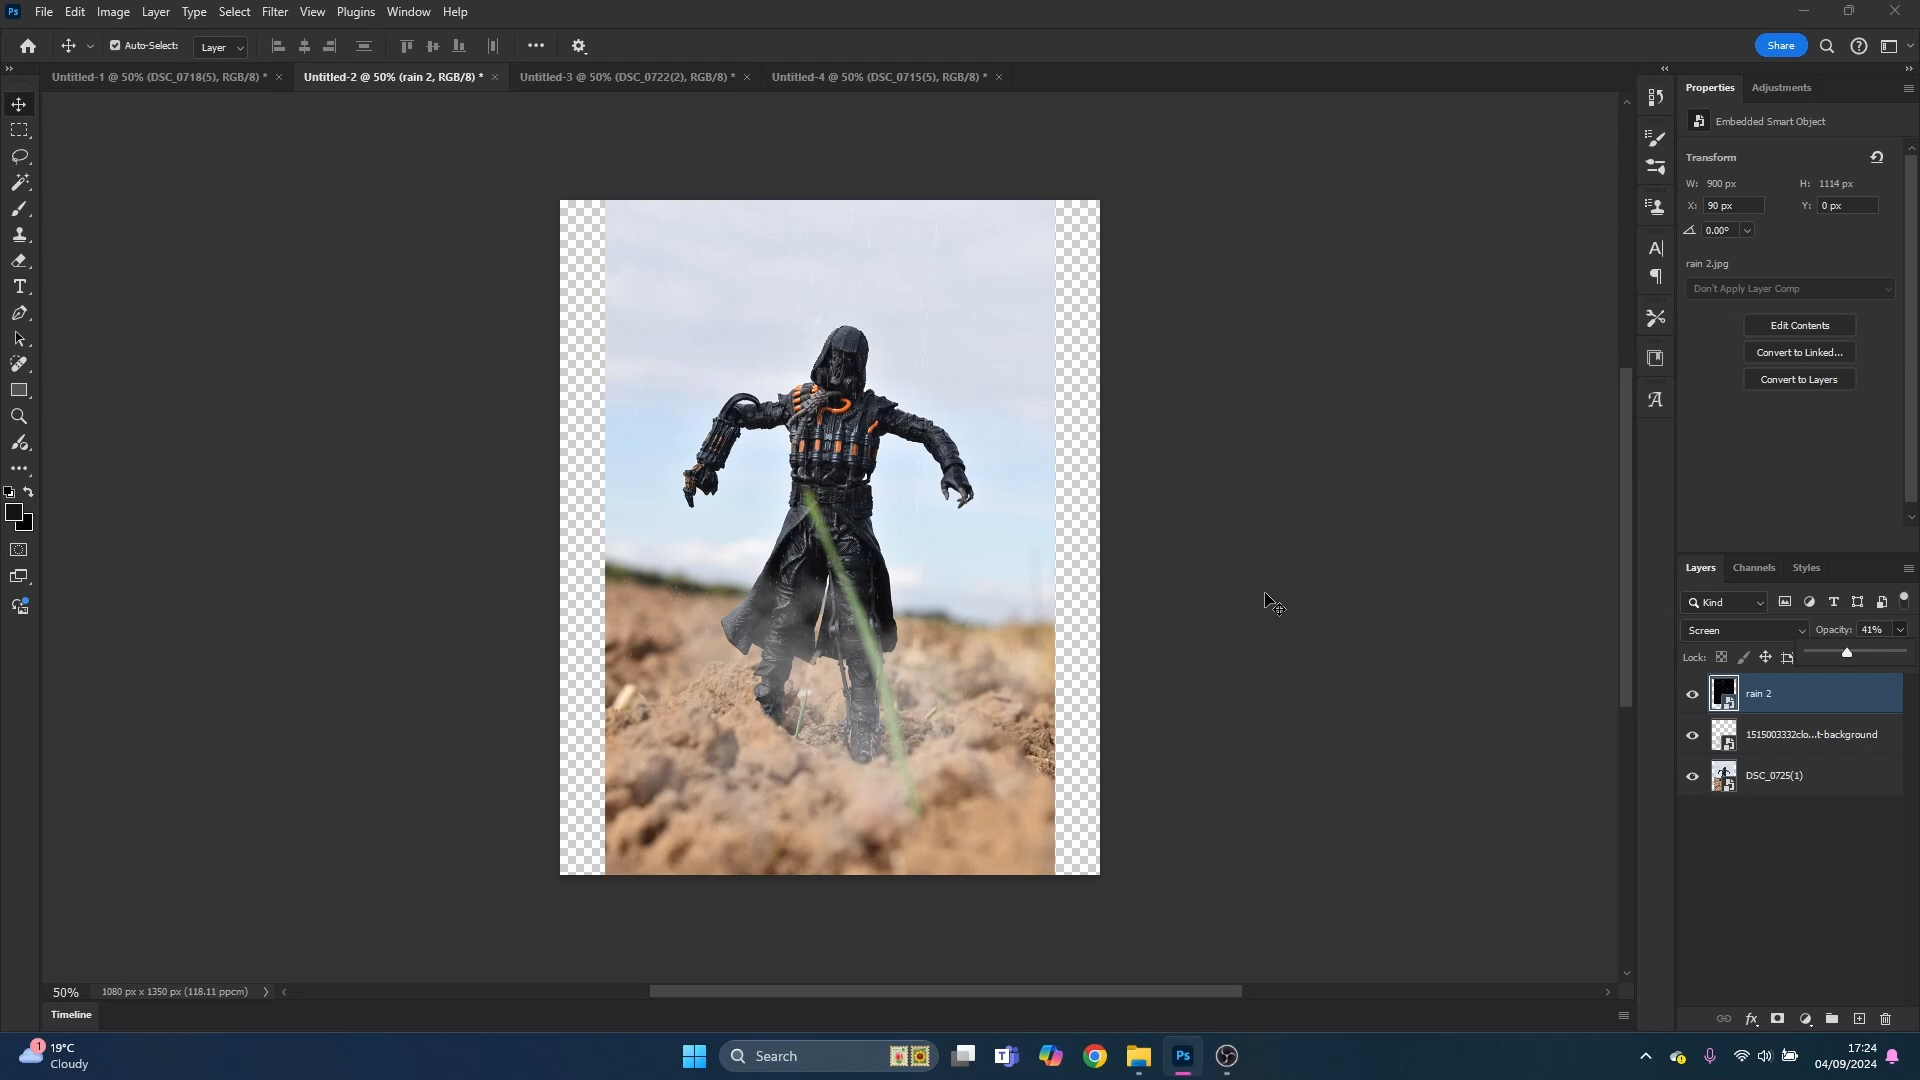 Ps File Edit Image Layer Type Select Filter View Plugins Window Help
Auto-Select: Layer Share
Untitled-1 @ 50% (DSC_0718(5), RGB/8) *
Untitled-2 @ 50% (rain 2, RGB/8) *
Untitled-3 @ 50% (DSC_0722(2), RGB/8) *
Untitled-4 @ 50% (DSC_0715(5), RGB/8) *
Properties Adjustments
Embedded Smart Object
Transform
W: 900 px H: 1114 px
X: 90 px Y: 0 px
0.00°
rain 2.jpg
Don't Apply Layer Comp
Edit Contents
Convert to Linked...
Convert to Layers
Layers Channels Styles
Kind
Screen Opacity: 41%
Lock:
rain 2
1515003332clo...t-background
DSC_0725(1)
50% 1080 px x 1350 px (118.11 ppcm)
Timeline
1
19°C
Cloudy
Search
Ps
17:24
04/09/2024